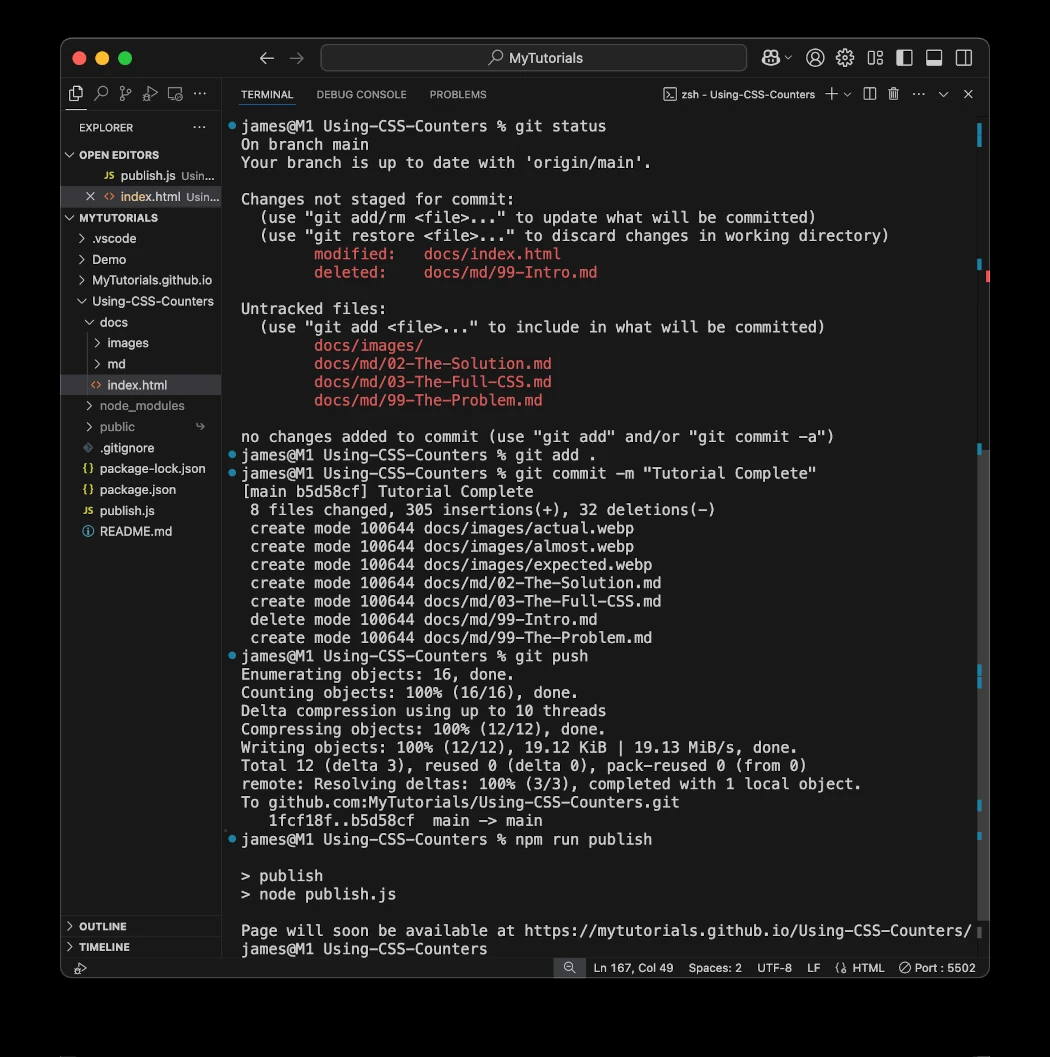 MyTutorials
TERMINAL DEBUG CONSOLE PROBLEMS
zsh - Using-CSS-Counters
EXPLORER
OPEN EDITORS
JS publish.js Usin...
index.html Usin...
MYTUTORIALS
.vscode
Demo
MyTutorials.github.io
Using-CSS-Counters
docs
images
md
index.html
node_modules
public
.gitignore
{} package-lock.json
{} package.json
JS publish.js
README.md
OUTLINE
TIMELINE
james@M1 Using-CSS-Counters % git status
On branch main
Your branch is up to date with 'origin/main'.
Changes not staged for commit:
(use "git add/rm <file>..." to update what will be committed)
(use "git restore <file>..." to discard changes in working directory)
modified: docs/index.html
deleted: docs/md/99-Intro.md
Untracked files:
(use "git add <file>..." to include in what will be committed)
docs/images/
docs/md/02-The-Solution.md
docs/md/03-The-Full-CSS.md
docs/md/99-The-Problem.md
no changes added to commit (use "git add" and/or "git commit -a")
james@M1 Using-CSS-Counters % git add .
james@M1 Using-CSS-Counters % git commit -m "Tutorial Complete"
[main b5d58cf] Tutorial Complete
8 files changed, 305 insertions(+), 32 deletions(-)
create mode 100644 docs/images/actual.webp
create mode 100644 docs/images/almost.webp
create mode 100644 docs/images/expected.webp
create mode 100644 docs/md/02-The-Solution.md
create mode 100644 docs/md/03-The-Full-CSS.md
delete mode 100644 docs/md/99-Intro.md
create mode 100644 docs/md/99-The-Problem.md
james@M1 Using-CSS-Counters % git push
Enumerating objects: 16, done.
Counting objects: 100% (16/16), done.
Delta compression using up to 10 threads
Compressing objects: 100% (12/12), done.
Writing objects: 100% (12/12), 19.12 KiB | 19.13 MiB/s, done.
Total 12 (delta 3), reused 0 (delta 0), pack-reused 0 (from 0)
remote: Resolving deltas: 100% (3/3), completed with 1 local object.
To github.com:MyTutorials/Using-CSS-Counters.git
1fcf18f..b5d58cf main -> main
james@M1 Using-CSS-Counters % npm run publish
> publish
> node publish.js
Page will soon be available at https://mytutorials.github.io/Using-CSS-Counters/
james@M1 Using-CSS-Counters
Ln 167, Col 49 Spaces: 2 UTF-8 LF {} HTML Port : 5502